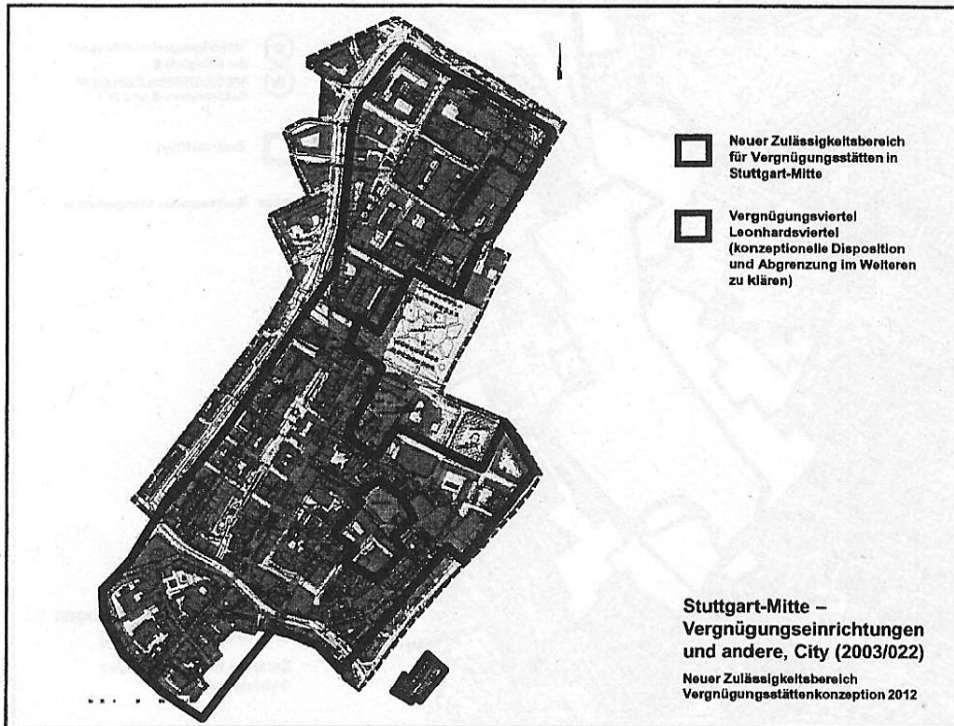 Neuer Zulässigkeitsbereich
für Vergnügungsstätten in
Stuttgart-Mitte
Vergnügungsviertel
Leonhardsviertel
(konzeptionelle Disposition
und Abgrenzung im Weiteren
zu klären)
Stuttgart-Mitte –
Vergnügungseinrichtungen
und andere, City (2003/022)
Neuer Zulässigkeitsbereich
Vergnügungsstättenkonzeption 2012